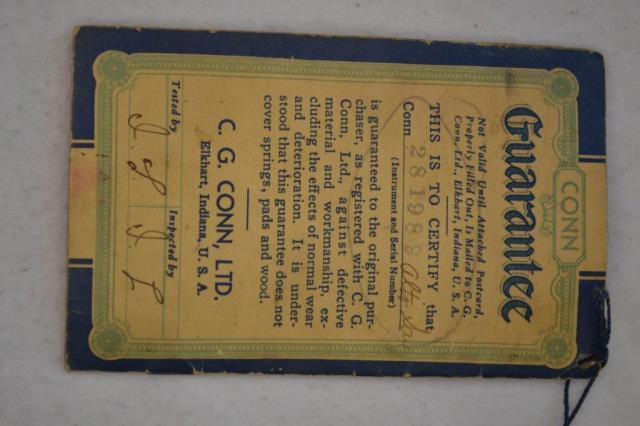 CONN
Guarantee
Not Valid Until Attached Postcard,
Properly Filled Out, Is Mailed to C.G.
Conn, Ltd., Elkhart, Indiana, U. S. A.
THIS IS TO CERTIFY that
Conn 281989 Alto Sax
(Instrument and Serial Number)
is guaranteed to the original pur-
chaser, as registered with C. G.
Conn, Ltd., against defective
material and workmanship, ex-
cluding the effects of normal wear
and deterioration. It is under-
stood that this guarantee does not
cover springs, pads and wood.
C. G. CONN, LTD.
Elkhart, Indiana, U. S. A.
Tested by Inspected by